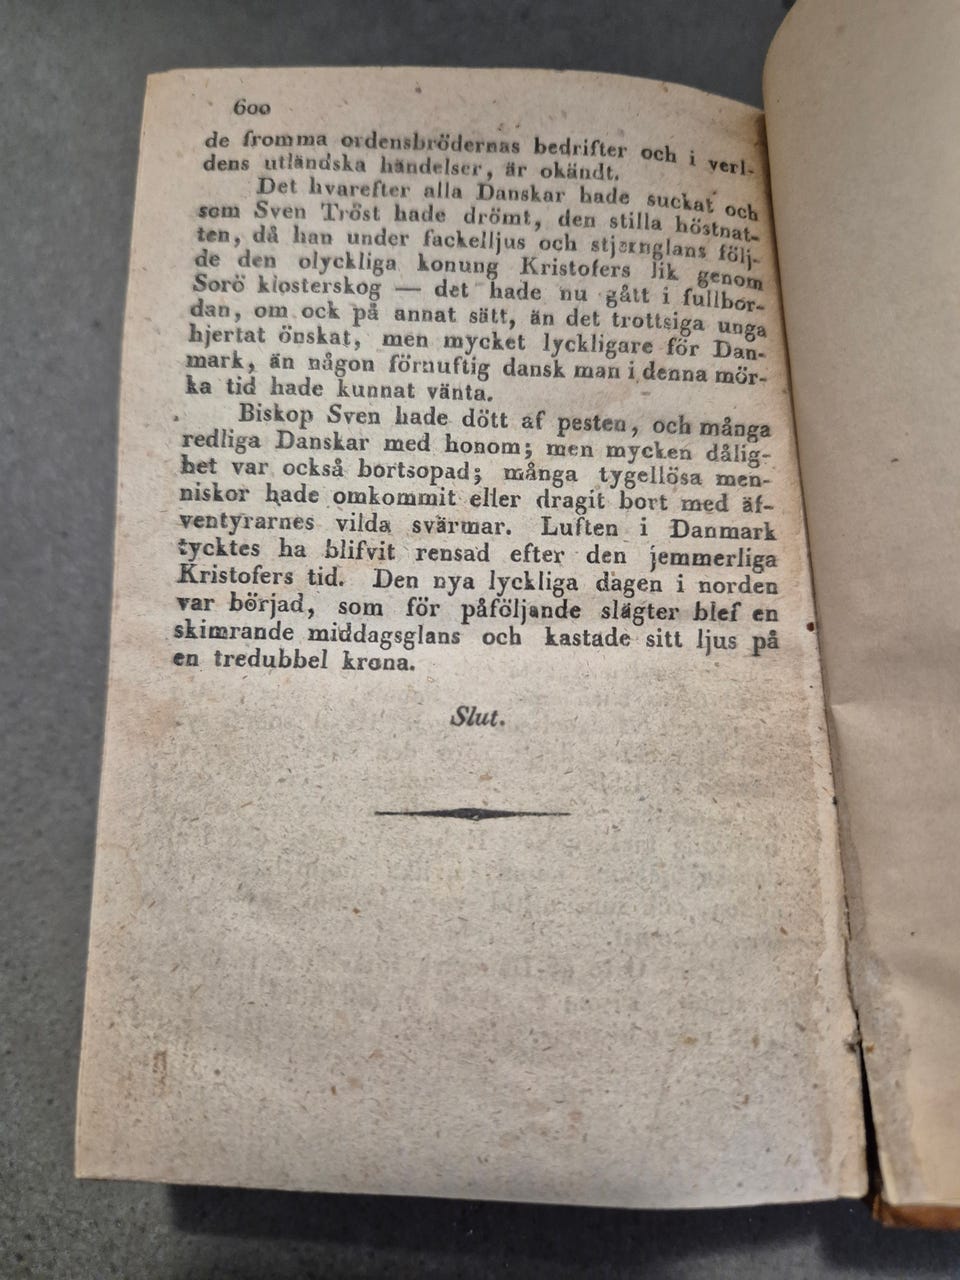 600
de fromma ordensbrödernas bedrifter och i verl-
dens utländska händelser, är okändt.
Det hvarefter alla Danskar hade suckat och
som Sven Tröst hade drömt, den stilla höstnat-
ten, då han under fackelljus och stjernglans följ-
de den olyckliga konung Kristofers lik genom
Sorö klosterskog — det hade nu gått i fullbor-
dan, om ock på annat sätt, än det trottsiga unga
hjertat önskat, men mycket lyckligare för Dan-
mark, än någon förnuftig dansk man i denna mör-
ka tid hade kunnat vänta.
Biskop Sven hade dött af pesten, och många
redliga Danskar med honom; men mycken dålig-
het var också bortsopad; många tygellösa men-
niskor hade omkommit eller dragit bort med äf-
ventyrarnes vilda svärmar. Luften i Danmark
tycktes ha blifvit rensad efter den jemmerliga
Kristofers tid. Den nya lyckliga dagen i norden
var börjad, som för påföljande slägter blef en
skimrande middagsglans och kastade sitt ljus på
en tredubbel krona.
Slut.